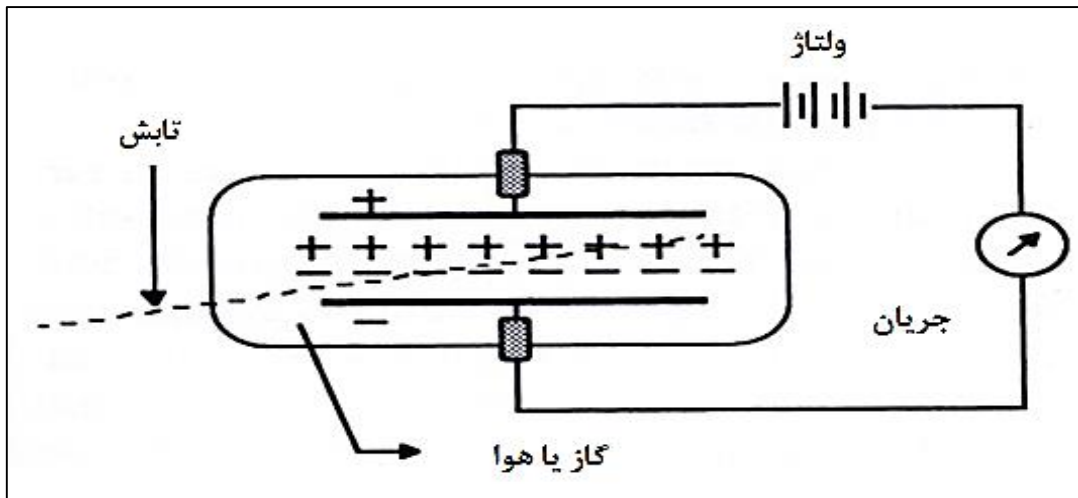 ولتاژ
تابش
جریان
گاز یا هوا